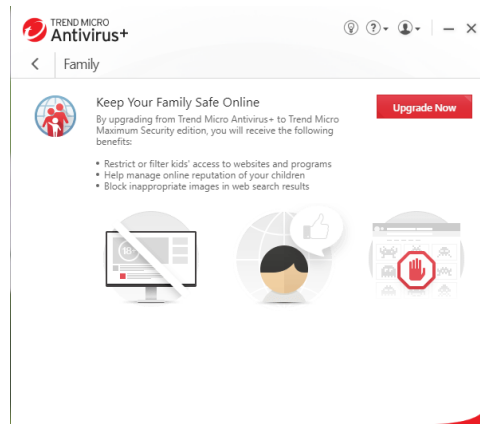 TREND MICRO
Antivirus+
Family
Keep Your Family Safe Online
Upgrade Now
By upgrading from Trend Micro Antivirus+ to Trend Micro
Maximum Security edition, you will receive the following
benefits:
• Restrict or filter kids' access to websites and programs
• Help manage online reputation of your children
• Block inappropriate images in web search results
18+